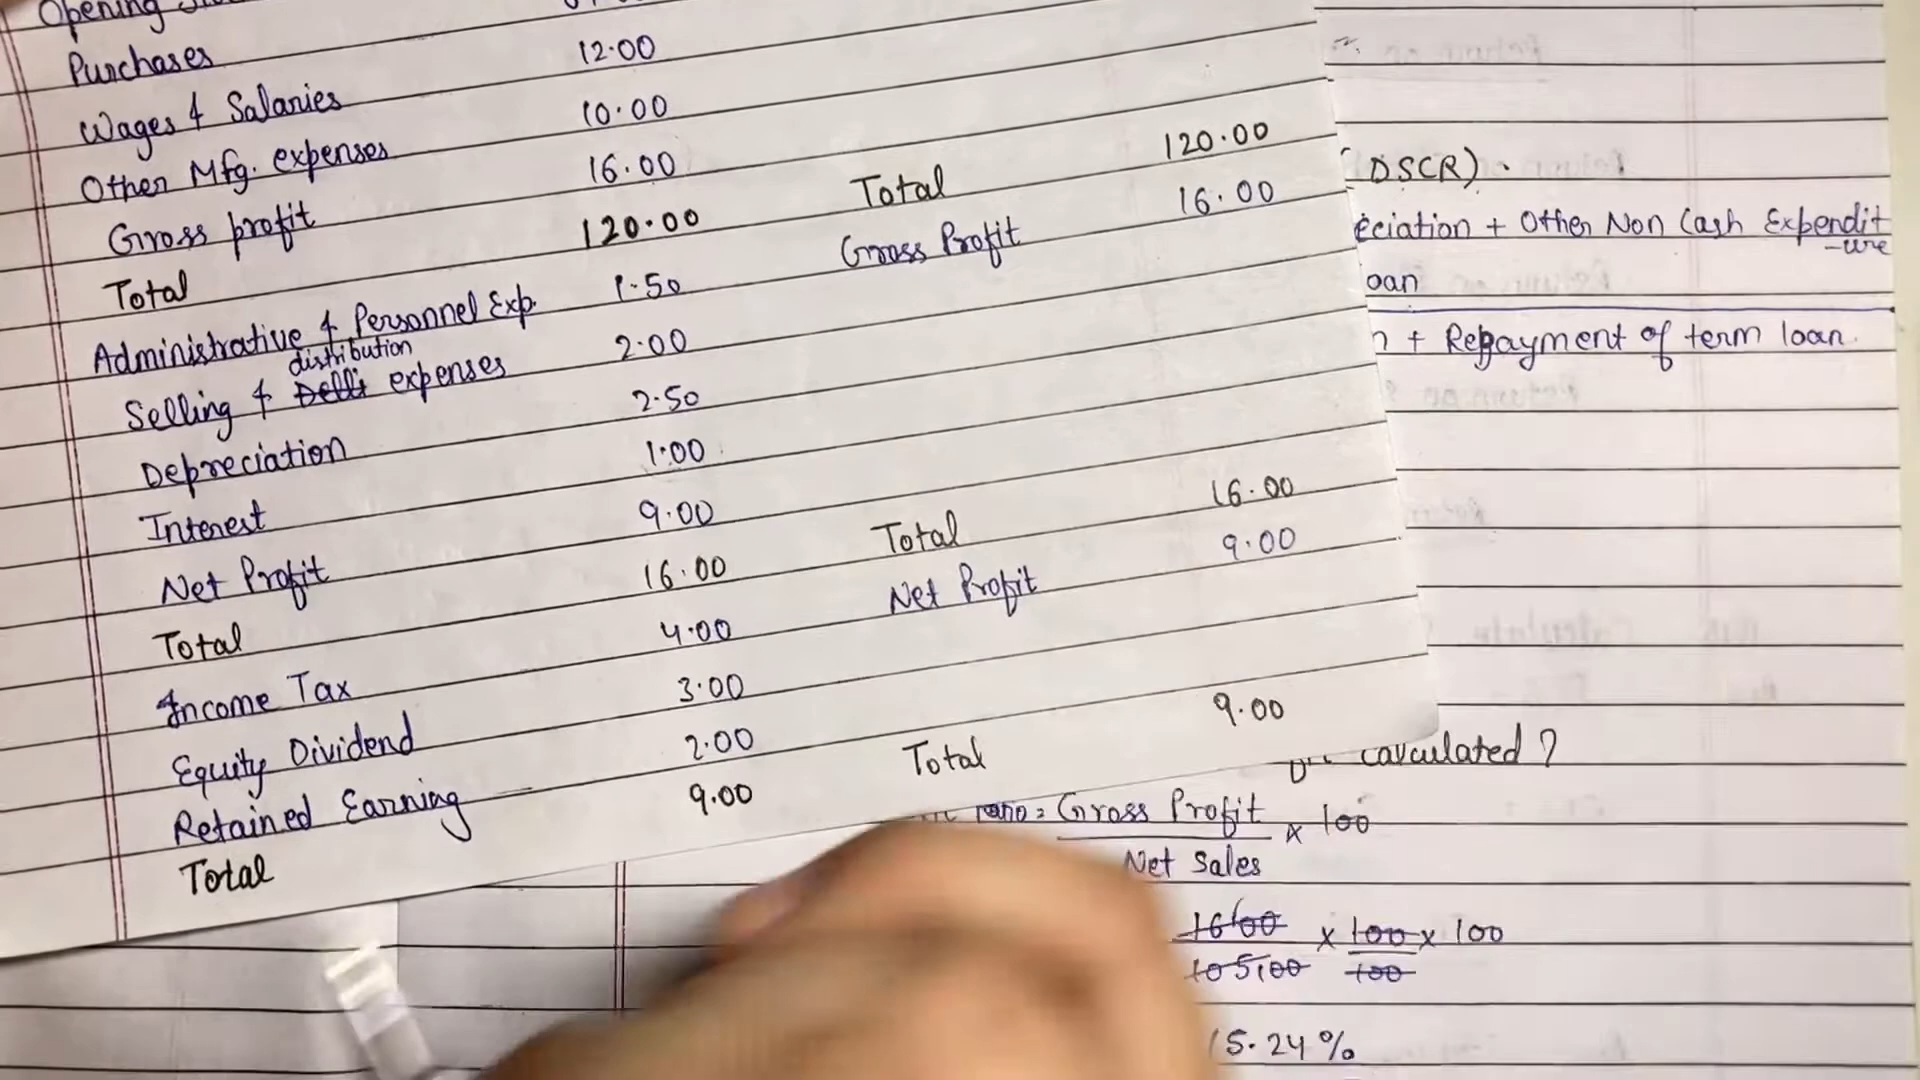 Opening
Purchases 12.00
Wages & Salaries 10.00
Other Mfg. expenses 16.00 Total 120.00
Gross profit 120.00 Gross Profit 16.00
Total 1.50
Administrative & Personnel Exp. 2.00
distribution
Selling & expenses 2.50
Depreciation 1.00
Interest 9.00 Total 16.00
Net Profit 16.00 Net Profit 9.00
Total 4.00
Income Tax 3.00
Equity Dividend 2.00 Total 9.00
Retained Earning 9.00
Total
(DSCR).
eciation + Other Non Cash Expendit
-ure
oan
n + Repayment of term loan
calculated ?
ratio = Gross Profit x 100
Net Sales
1600 x 100 x 100
105,00 100
15.24 %